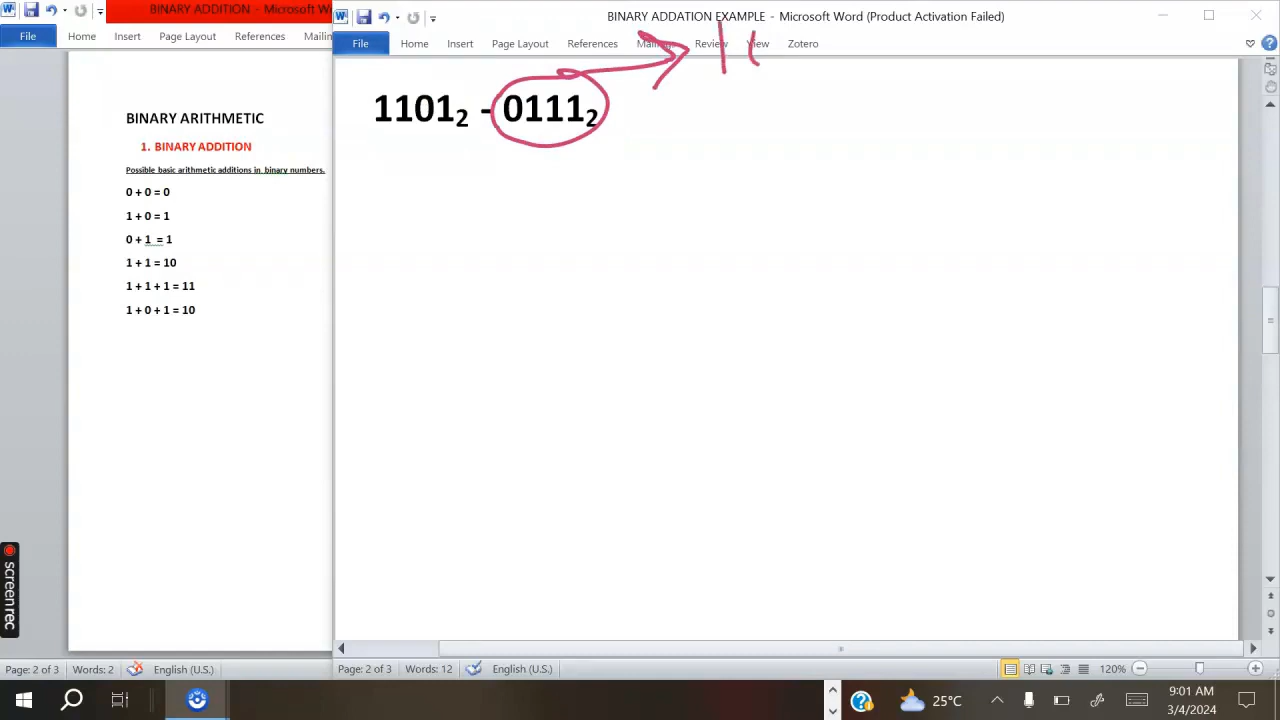 BINARY ADDITION - Microsoft Wo
BINARY ADDATION EXAMPLE - Microsoft Word (Product Activation Failed)
File Home Insert Page Layout References Mailin
File Home Insert Page Layout References Mailings Review View Zotero
BINARY ARITHMETIC
1. BINARY ADDITION
Possible basic arithmetic additions in binary numbers.
0 + 0 = 0
1 + 0 = 1
0 + 1 = 1
1 + 1 = 10
1 + 1 + 1 = 11
1 + 0 + 1 = 10
1101₂ - 0111₂
screen rec
Page: 2 of 3 Words: 2 English (U.S.)
Page: 2 of 3 Words: 12 English (U.S.) 120%
25°C
9:01 AM
3/4/2024